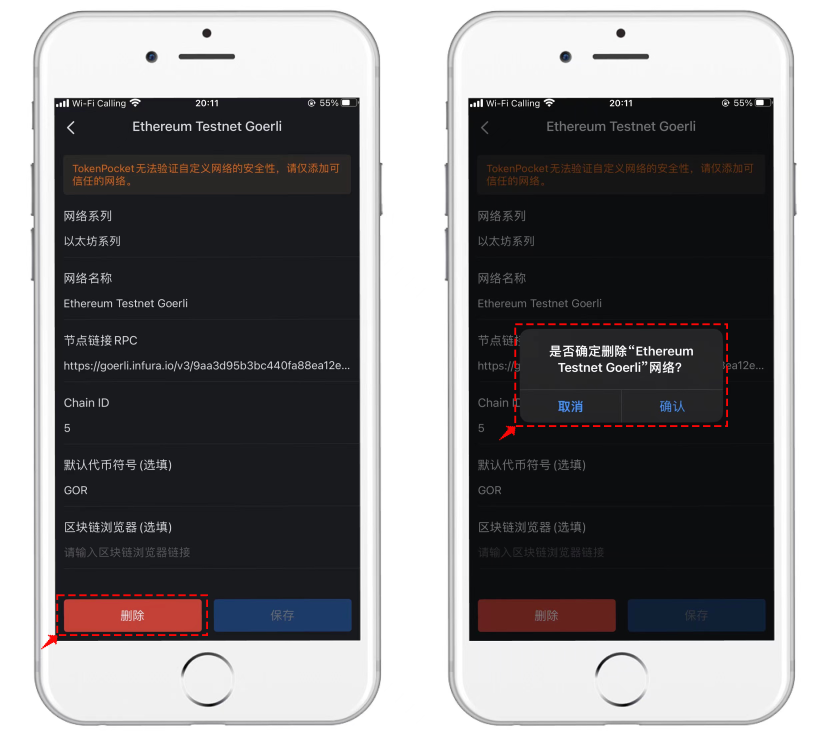 Wi-Fi Calling 20:11 55%
Ethereum Testnet Goerli
TokenPocket无法验证自定义网络的安全性，请仅添加可
信任的网络。
网络系列
以太坊系列
网络名称
Ethereum Testnet Goerli
节点链接 RPC
https://goerli.infura.io/v3/9aa3d95b3bc440fa88ea12e...
Chain ID
5
默认代币符号 (选填)
GOR
区块链浏览器 (选填)
请输入区块链浏览器链接
删除 保存
Wi-Fi Calling 20:11 55%
Ethereum Testnet Goerli
TokenPocket无法验证自定义网络的安全性，请仅添加可
信任的网络。
网络系列
以太坊系列
网络名称
Ethereum Testnet Goerli
节点链接
是否确定删除“Ethereum
Testnet Goerli”网络?
https://g ea12e...
取消 确认
Chain ID
5
默认代币符号 (选填)
GOR
区块链浏览器 (选填)
请输入区块链浏览器链接
删除 保存